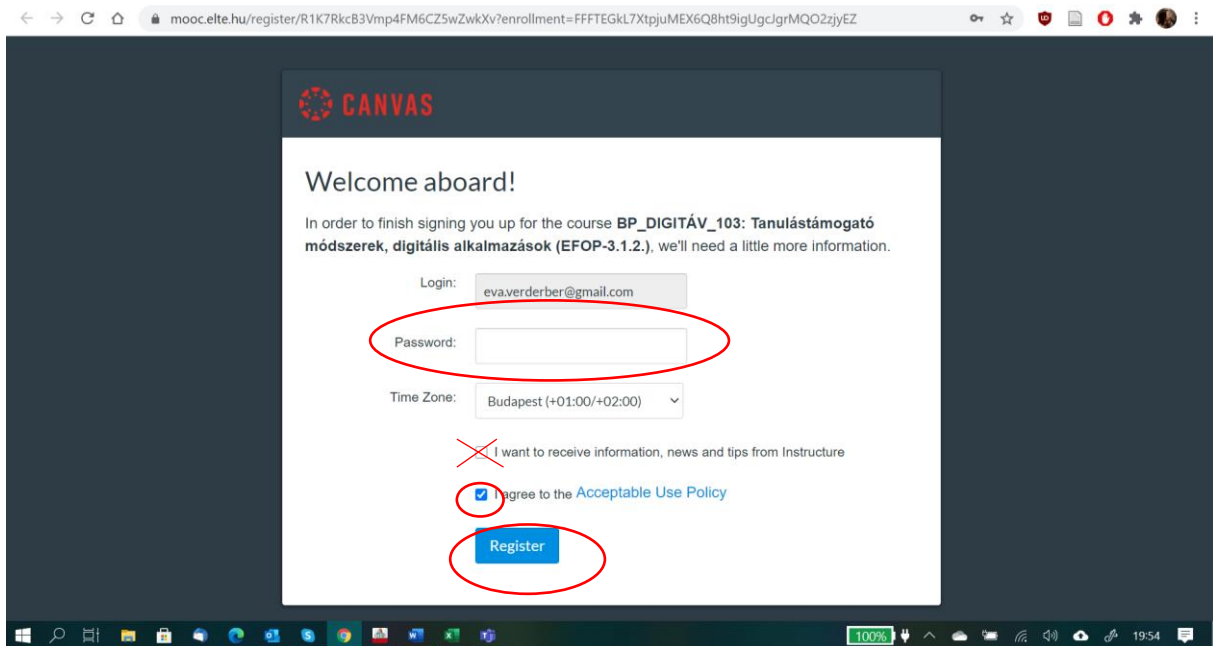 mooc.elte.hu/register/R1K7RkcB3Vmp4FM6CZ5wZwkXv?enrollment=FFFTEGkL7XtpjuMEX6Q8ht9igUgcJgrMQO2zjyEZ
CANVAS
Welcome aboard!
In order to finish signing you up for the course BP_DIGITÁV_103: Tanulástámogató
módszerek, digitális alkalmazások (EFOP-3.1.2.), we'll need a little more information.
Login: eva.verderber@gmail.com
Password:
Time Zone: Budapest (+01:00/+02:00)
I want to receive information, news and tips from Instructure
I agree to the Acceptable Use Policy
Register
100% 19:54